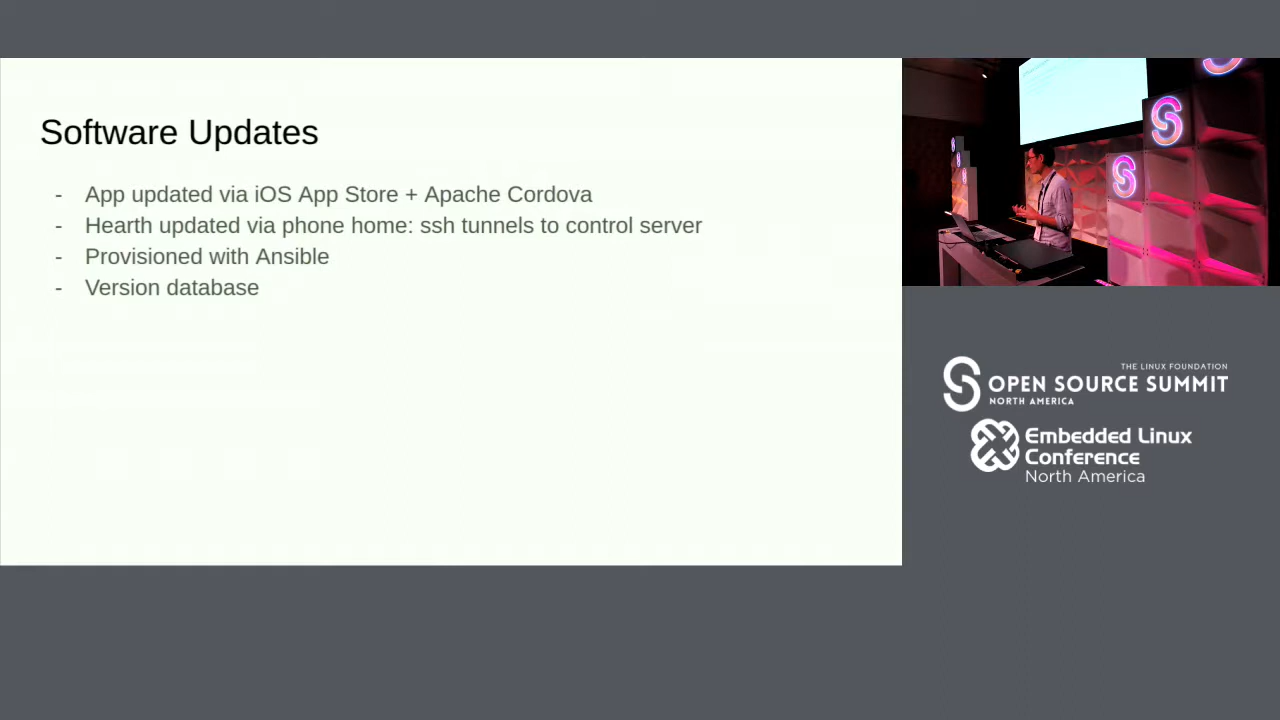 Software Updates
- App updated via iOS App Store + Apache Cordova
- Hearth updated via phone home: ssh tunnels to control server
- Provisioned with Ansible
- Version database
THE LINUX FOUNDATION
OPEN SOURCE SUMMIT
NORTH AMERICA
Embedded Linux
Conference
North America